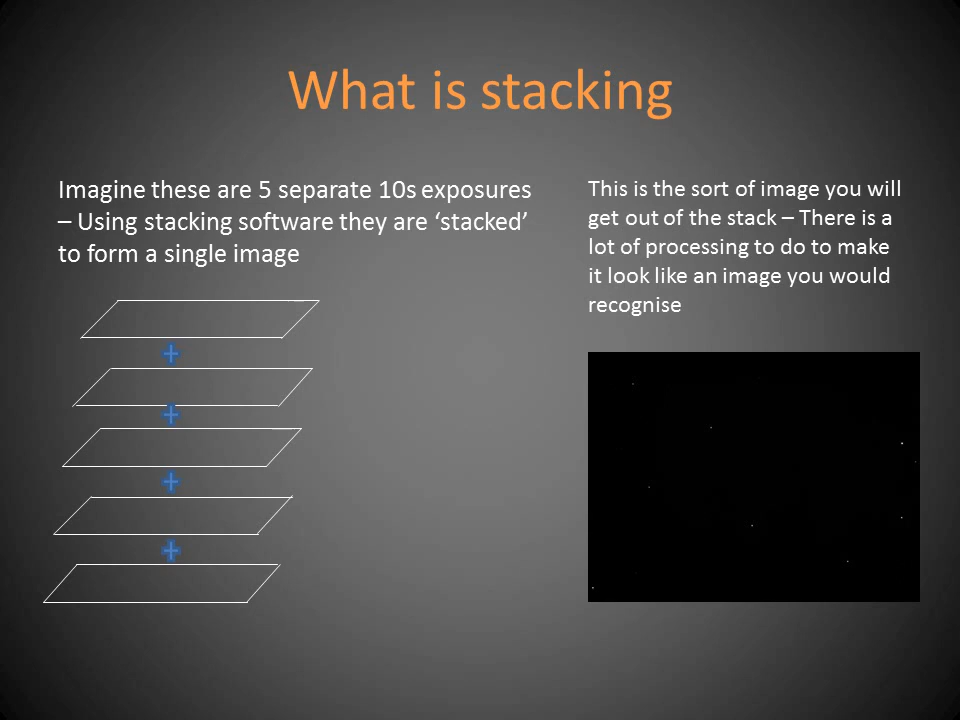 What is stacking
Imagine these are 5 separate 10s exposures
– Using stacking software they are ‘stacked’
to form a single image
This is the sort of image you will
get out of the stack – There is a
lot of processing to do to make
it look like an image you would
recognise